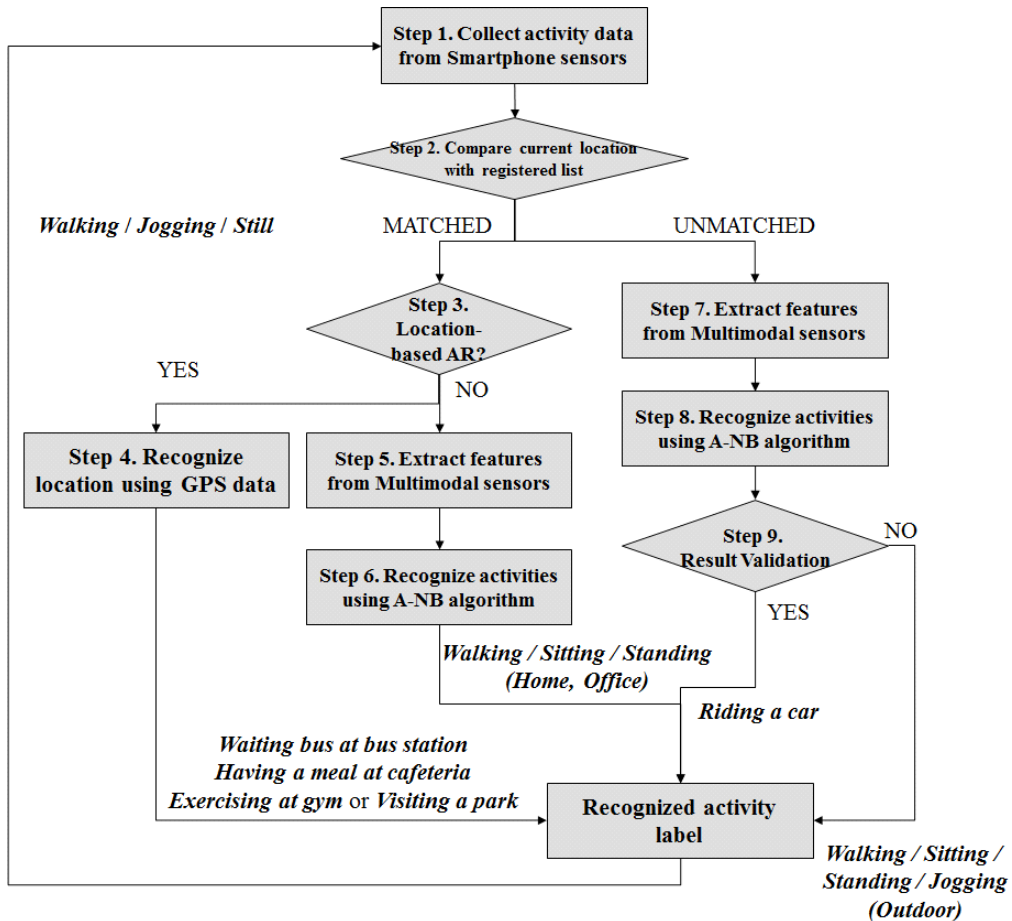 Step 1. Collect activity data
from Smartphone sensors
Step 2. Compare current location
with registered list
Walking / Jogging / Still
MATCHED
UNMATCHED
Step 3.
Location-
based AR?
Step 7. Extract features
from Multimodal sensors
YES
NO
Step 8. Recognize activities
using A-NB algorithm
Step 4. Recognize
location using GPS data
Step 5. Extract features
from Multimodal sensors
Step 9.
Result Validation
NO
Step 6. Recognize activities
using A-NB algorithm
YES
Walking / Sitting / Standing
(Home, Office)
Riding a car
Waiting bus at bus station
Having a meal at cafeteria
Exercising at gym or Visiting a park
Recognized activity
label
Walking / Sitting /
Standing / Jogging
(Outdoor)